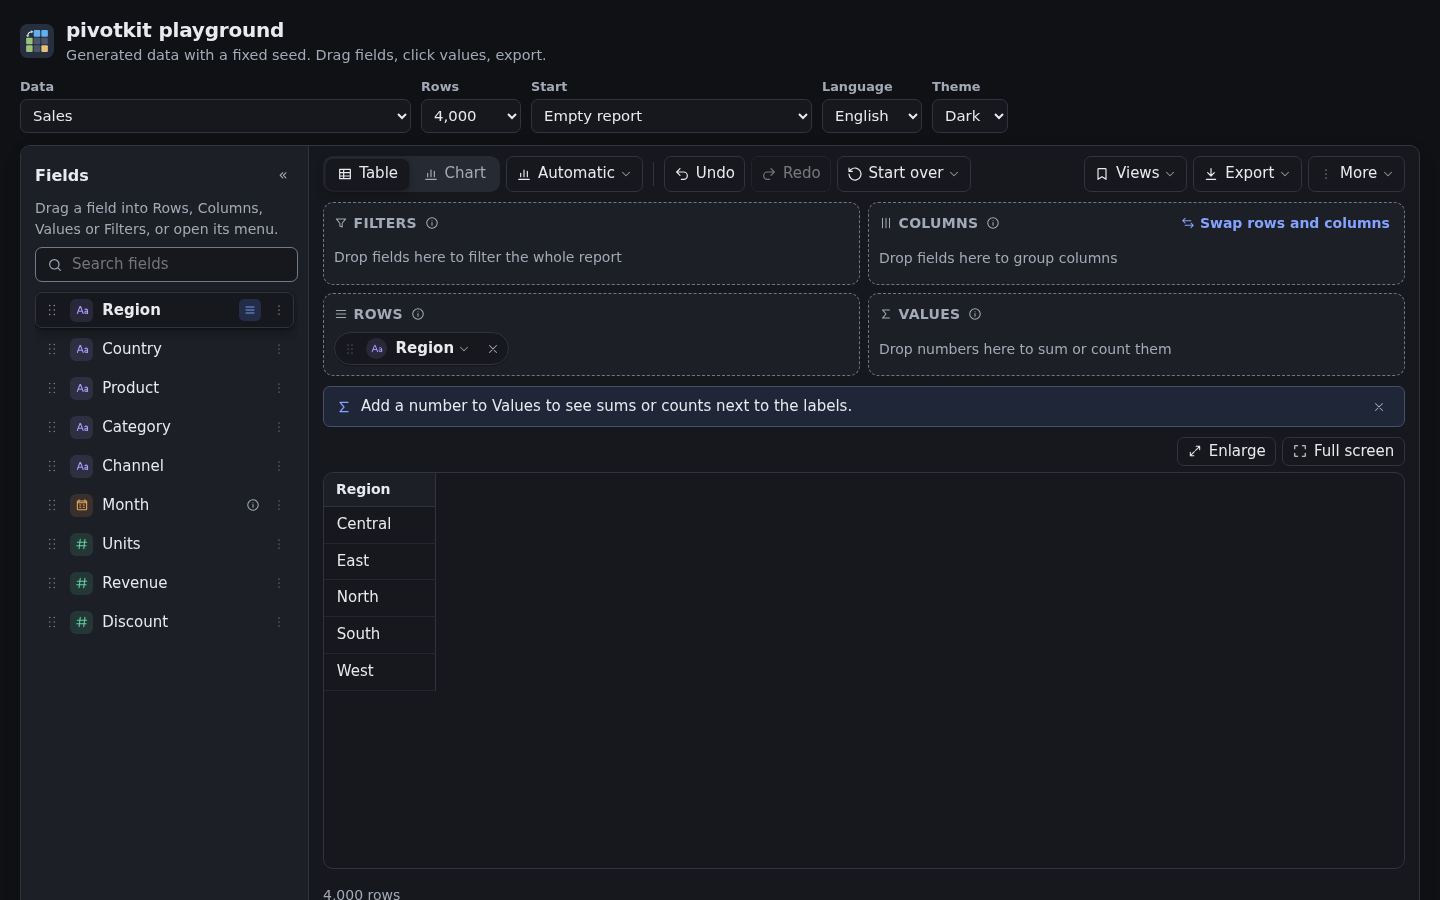 pivotkit playground
Generated data with a fixed seed. Drag fields, click values, export.
Data
Rows
Start
Language
Theme
Sales
4,000
Empty report
English
Dark
Fields
«
Drag a field into Rows, Columns,
Values or Filters, or open its menu.
Search fields
Aa Region
Aa Country
Aa Product
Aa Category
Aa Channel
Month
Units
Revenue
Discount
Table
Chart
Automatic
Undo
Redo
Start over
Views
Export
More
FILTERS
Drop fields here to filter the whole report
COLUMNS
Swap rows and columns
Drop fields here to group columns
ROWS
Aa Region
VALUES
Drop numbers here to sum or count them
Add a number to Values to see sums or counts next to the labels.
Enlarge
Full screen
Region
Central
East
North
South
West
4,000 rows